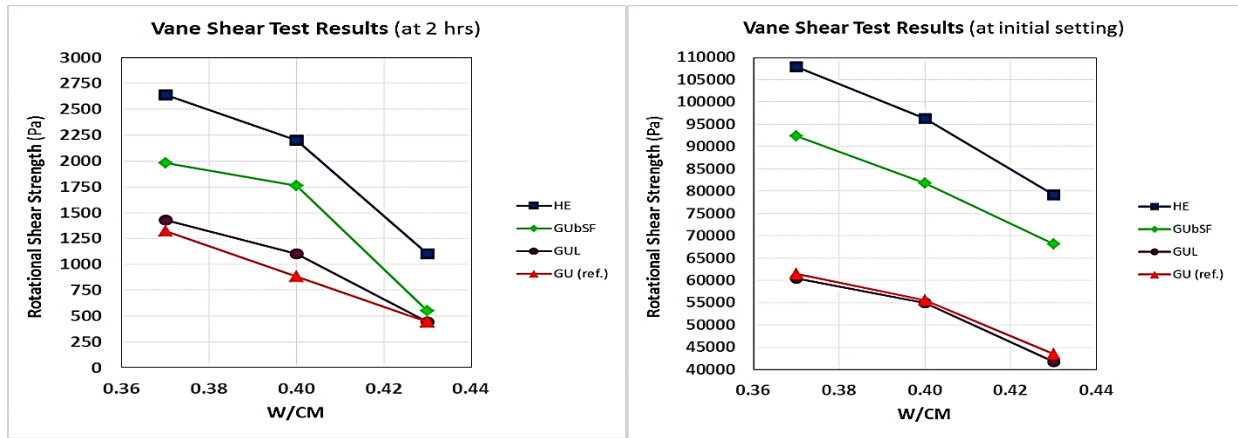 Vane Shear Test Results (at 2 hrs)
Rotational Shear Strength (Pa)
3000
2750
2500
2250
2000
1750
1500
1250
1000
750
500
250
0
0.36 0.38 0.40 0.42 0.44
W/CM
HE
GUbSF
GUL
GU (ref.)
Vane Shear Test Results (at initial setting)
Rotational Shear Strength (Pa)
110000
105000
100000
95000
90000
85000
80000
75000
70000
65000
60000
55000
50000
45000
40000
0.36 0.38 0.40 0.42 0.44
W/CM
HE
GUbSF
GUL
GU (ref.)